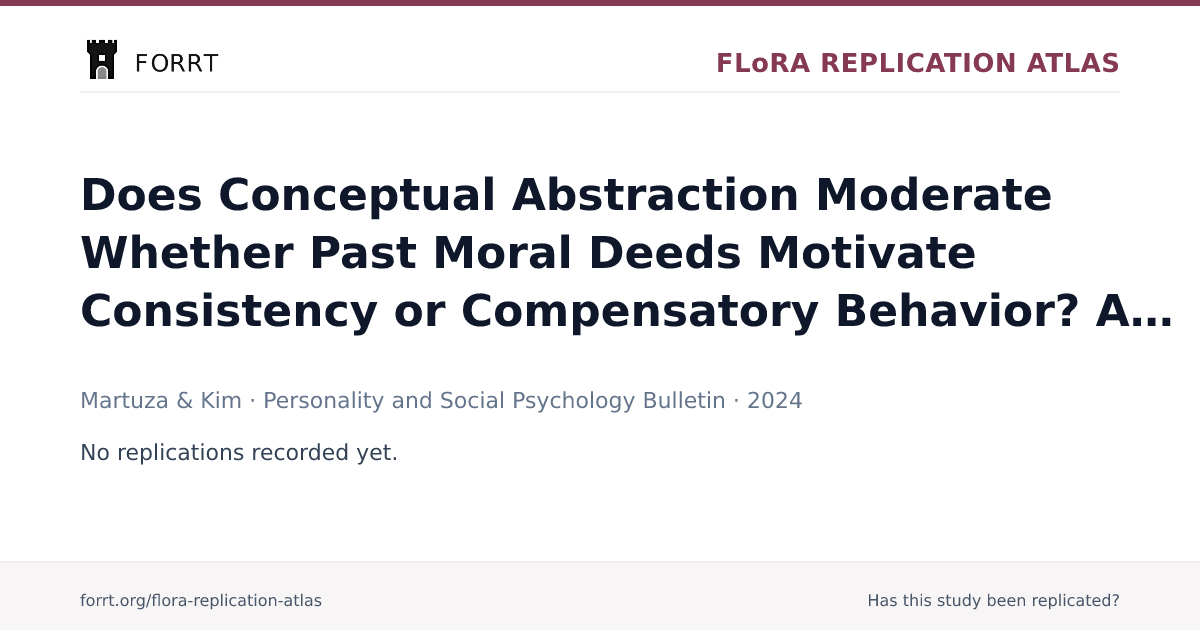 FORRT
FLoRA REPLICATION ATLAS
Does Conceptual Abstraction Moderate
Whether Past Moral Deeds Motivate
Consistency or Compensatory Behavior? A…
Martuza & Kim · Personality and Social Psychology Bulletin · 2024
No replications recorded yet.
forrt.org/flora-replication-atlas
Has this study been replicated?